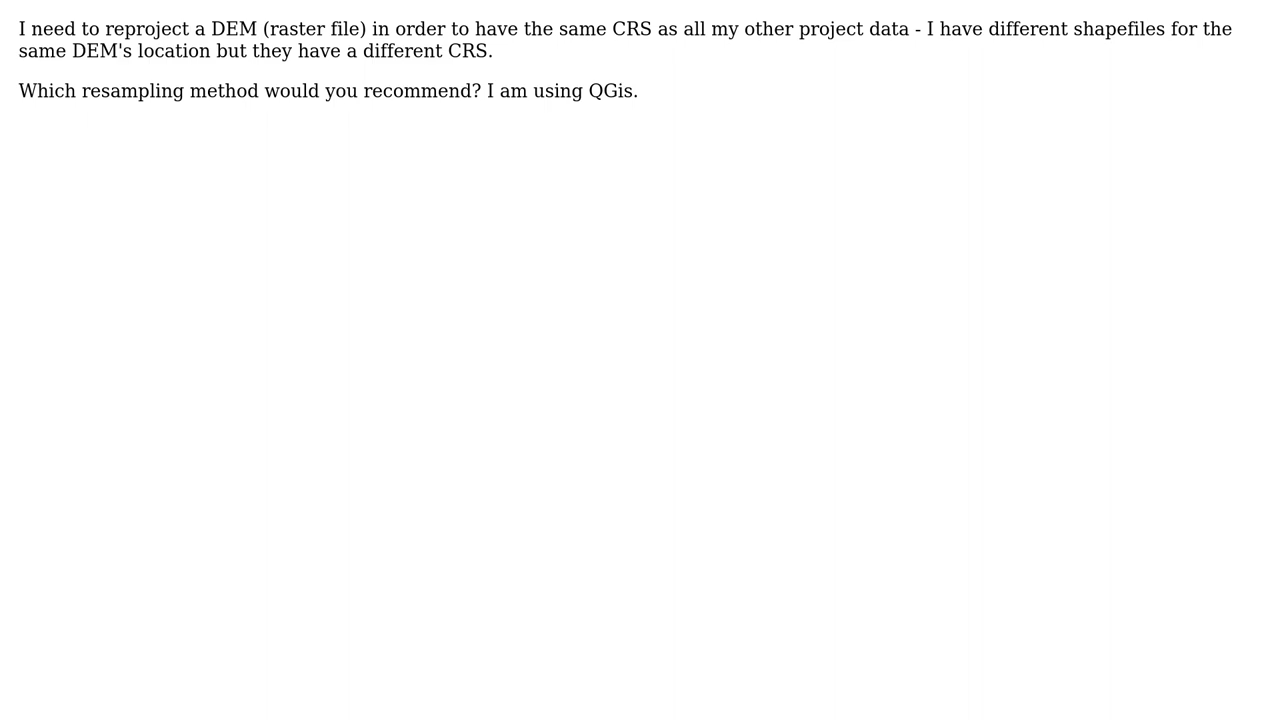 I need to reproject a DEM (raster file) in order to have the same CRS as all my other project data - I have different shapefiles for the
same DEM's location but they have a different CRS.
Which resampling method would you recommend? I am using QGis.